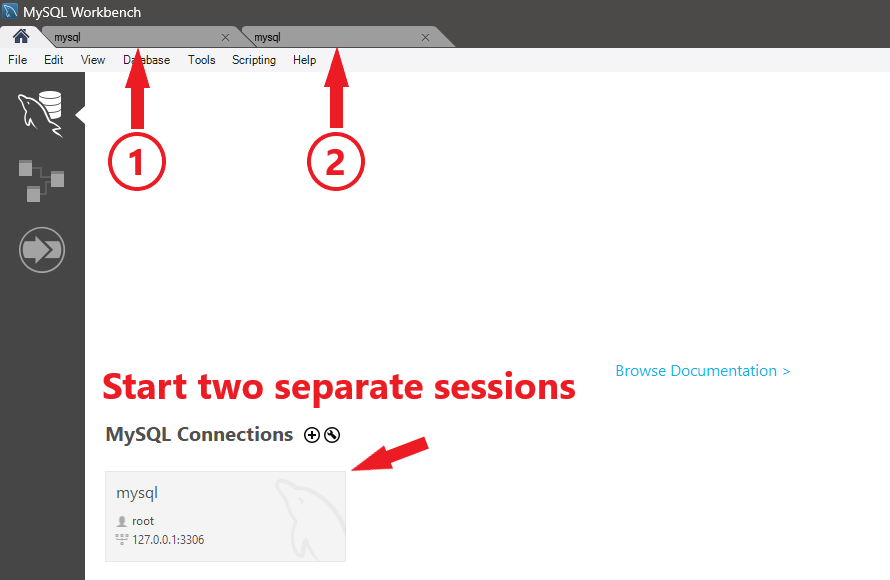 MySQL Workbench
mysql
mysql
File Edit View Database Tools Scripting Help
1
2
Browse Documentation >
Start two separate sessions
MySQL Connections
mysql
root
127.0.0.1:3306